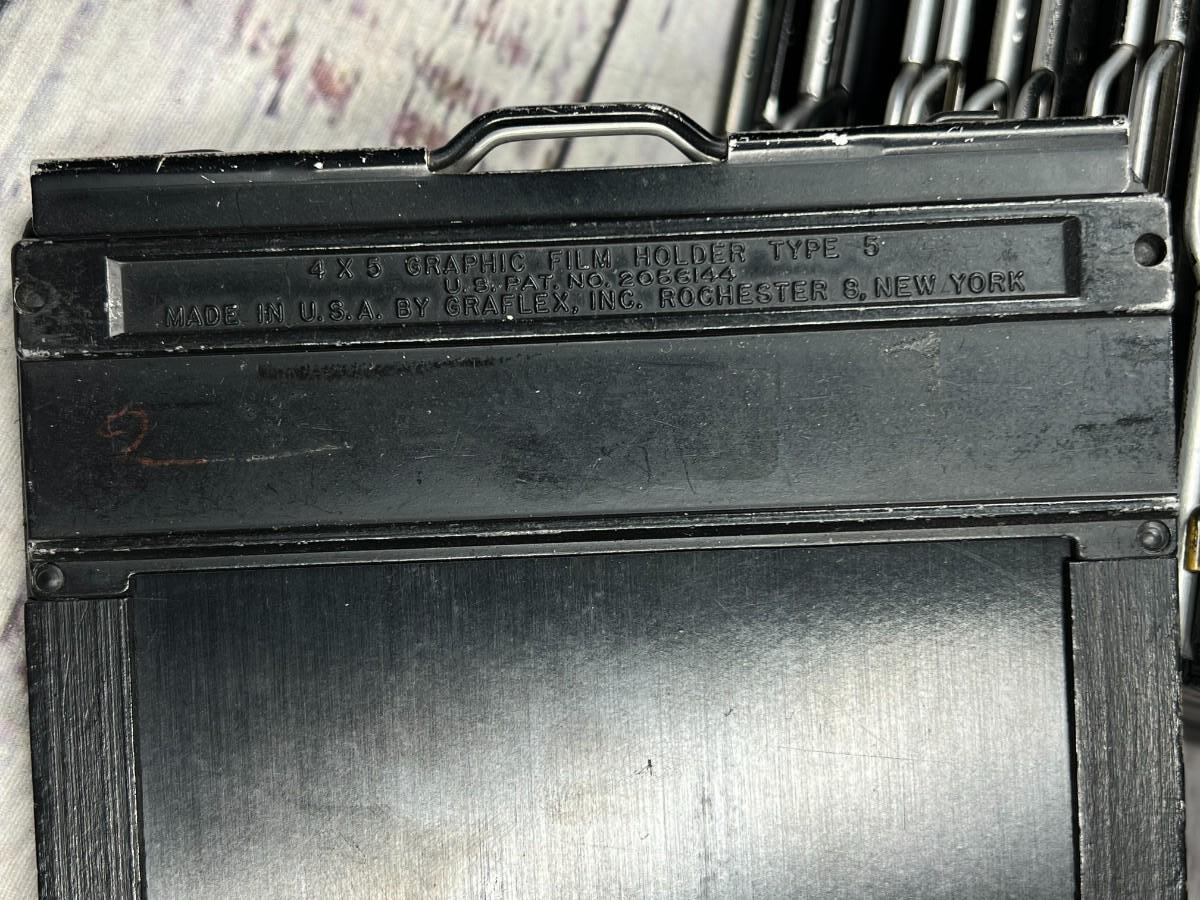 4 X 5 GRAPHIC FILM HOLDER TYPE 5
U.S. PAT. NO. 2056144
MADE IN U.S.A. BY GRAFLEX, INC. ROCHESTER 8, NEW YORK
2